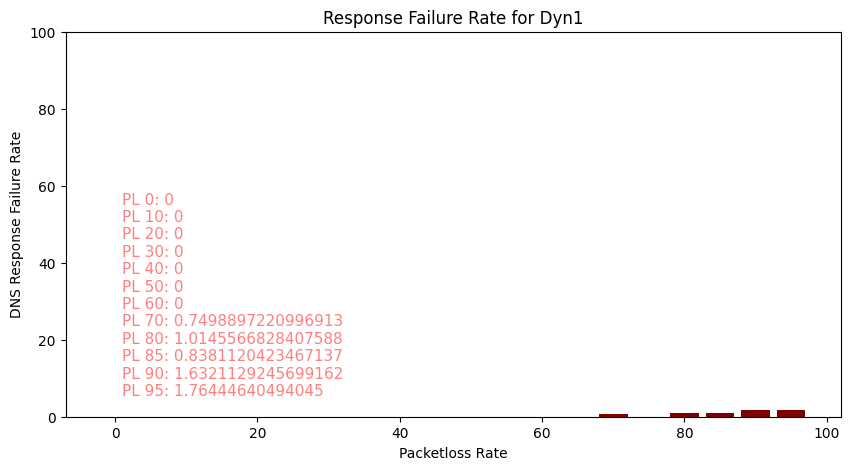 Response Failure Rate for Dyn1
100
80
60
40
20
0
DNS Response Failure Rate
PL 0: 0
PL 10: 0
PL 20: 0
PL 30: 0
PL 40: 0
PL 50: 0
PL 60: 0
PL 70: 0.7498897220996913
PL 80: 1.0145566828407588
PL 85: 0.8381120423467137
PL 90: 1.6321129245699162
PL 95: 1.76444640494045
0 20 40 60 80 100
Packetloss Rate